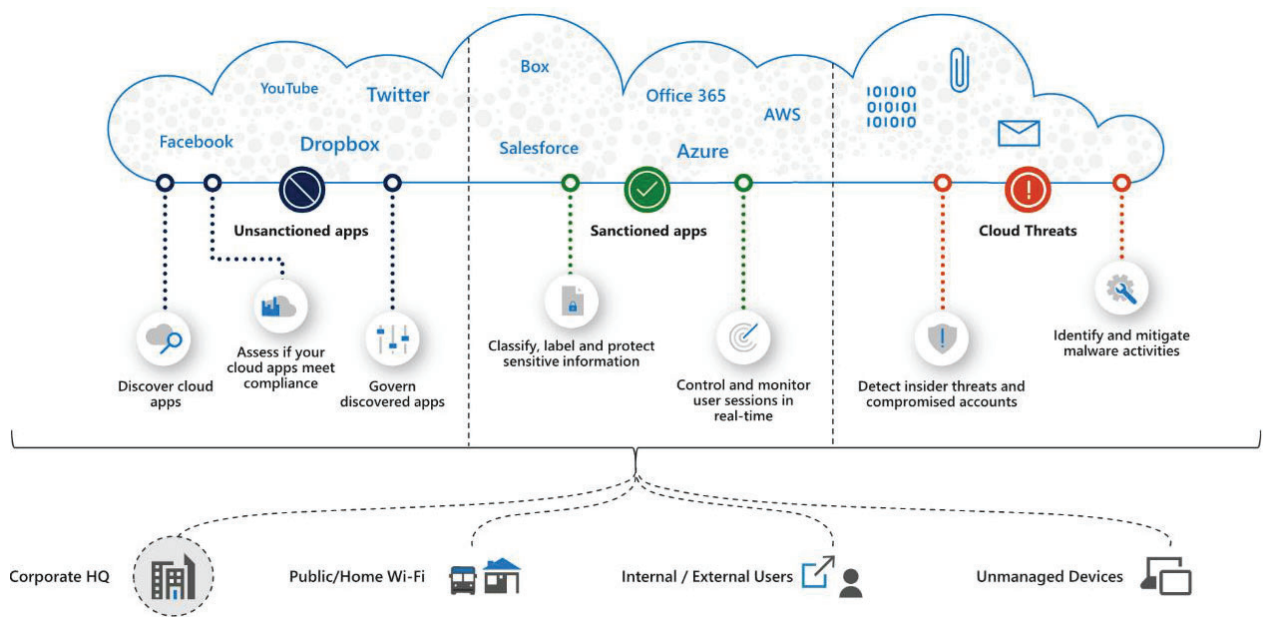 YouTube
Twitter
Facebook
Dropbox
Box
Office 365
AWS
Salesforce
Azure
101010
010101
101010
Unsanctioned apps
Sanctioned apps
Cloud Threats
Discover cloud
apps
Assess if your
cloud apps meet
compliance
Govern
discovered apps
Classify, label and protect
sensitive information
Control and monitor
user sessions in
real-time
Detect insider threats and
compromised accounts
Identify and mitigate
malware activities
Corporate HQ
Public/Home Wi-Fi
Internal / External Users
Unmanaged Devices